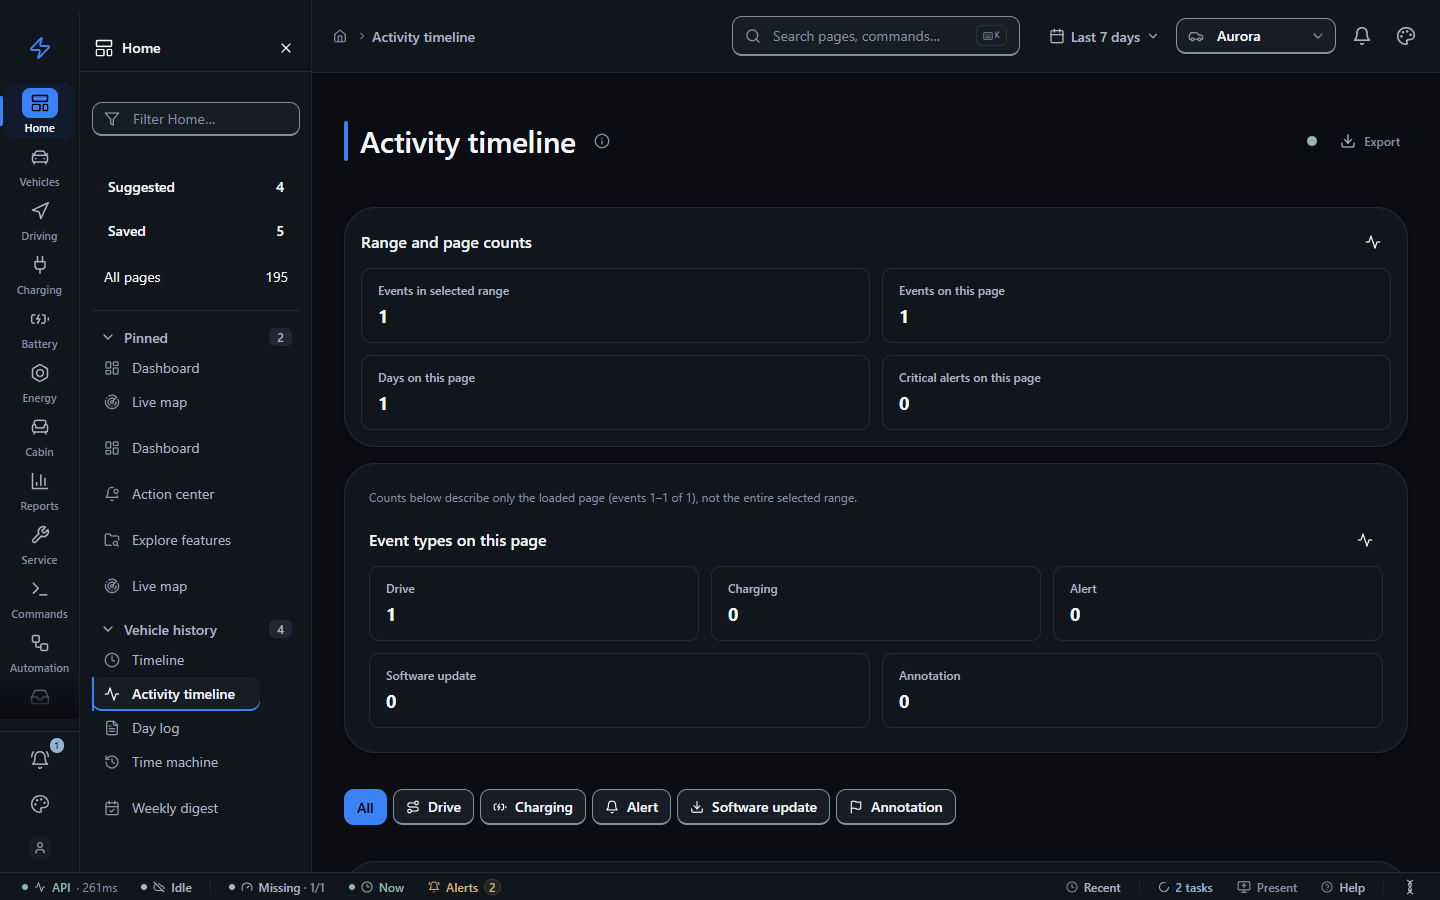 Home
Activity timeline
Search pages, commands...
K
Last 7 days
Aurora
Home
Vehicles
Driving
Charging
Battery
Energy
Cabin
Reports
Service
Commands
Automation
1
Filter Home...
Suggested 4
Saved 5
All pages 195
Pinned 2
Dashboard
Live map
Dashboard
Action center
Explore features
Live map
Vehicle history 4
Timeline
Activity timeline
Day log
Time machine
Weekly digest
Activity timeline
Export
Range and page counts
Events in selected range
1
Events on this page
1
Days on this page
1
Critical alerts on this page
0
Counts below describe only the loaded page (events 1–1 of 1), not the entire selected range.
Event types on this page
Drive
1
Charging
0
Alert
0
Software update
0
Annotation
0
All
Drive
Charging
Alert
Software update
Annotation
API · 261ms
Idle
Missing · 1/1
Now
Alerts 2
Recent
2 tasks
Present
Help